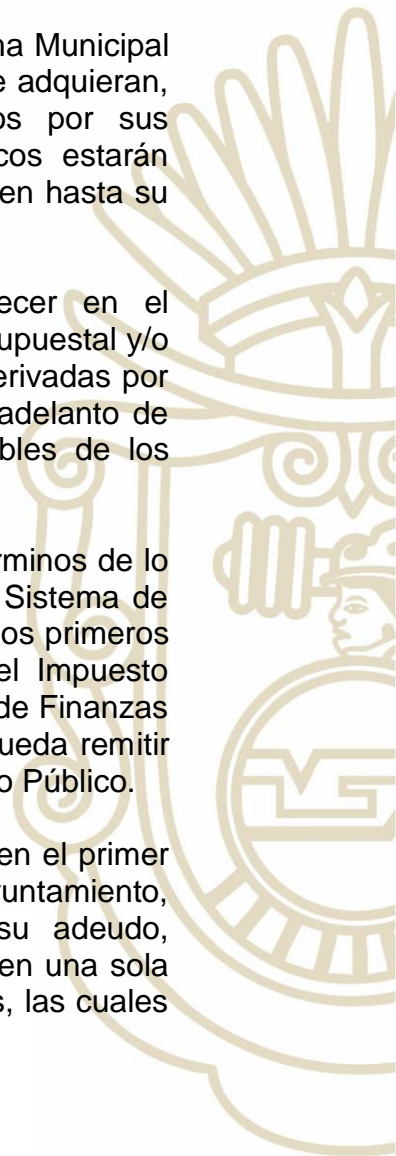 na Municipal
e adquieran,
os por sus
cos estarán
en hasta su
ecer en el
upuestal y/o
erivadas por
adelanto de
bles de los
rminos de lo
Sistema de
os primeros
el Impuesto
de Finanzas
ueda remitir
o Público.
en el primer
yuntamiento,
su adeudo,
en una sola
s, las cuales